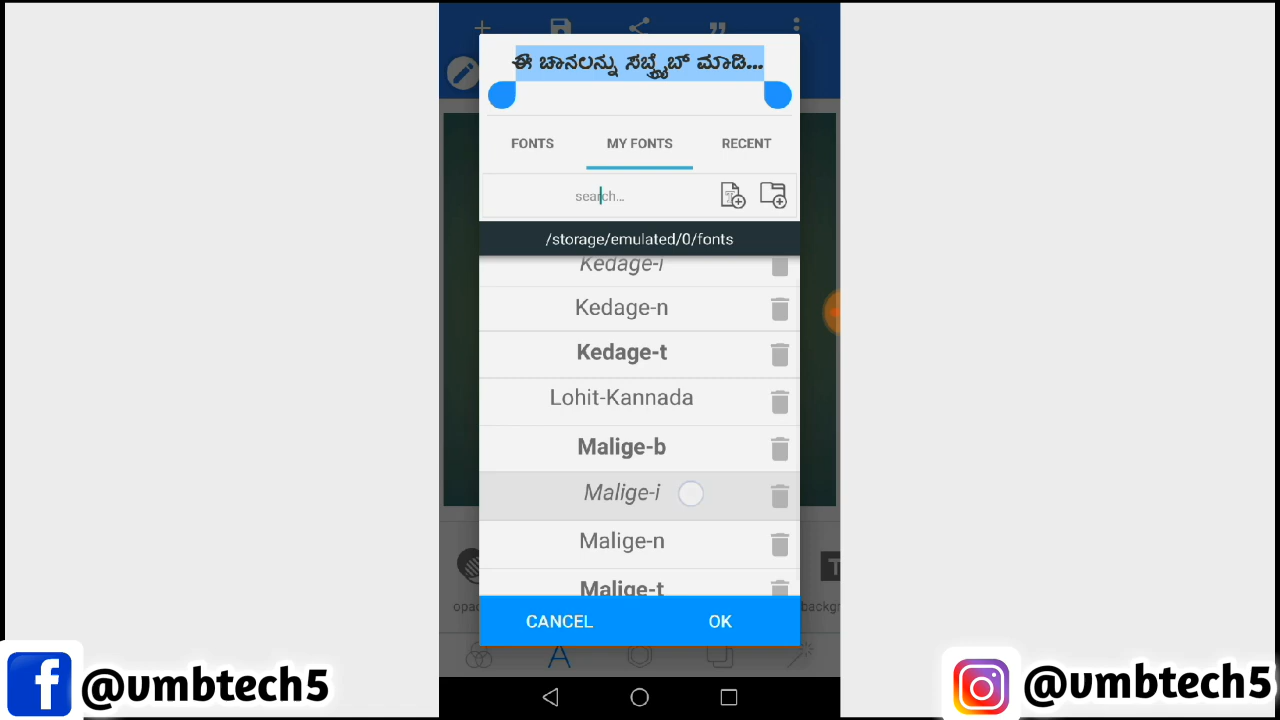 ಈ ಚಾನಲನ್ನು ಸಬ್ಸ್ಕ್ರೈಬ್ ಮಾಡಿ...
FONTS MY FONTS RECENT
search...
/storage/emulated/0/fonts
Kedage-i
Kedage-n
Kedage-t
Lohit-Kannada
Malige-b
Malige-i
Malige-n
Malige-t
CANCEL OK
@umbtech5 @umbtech5